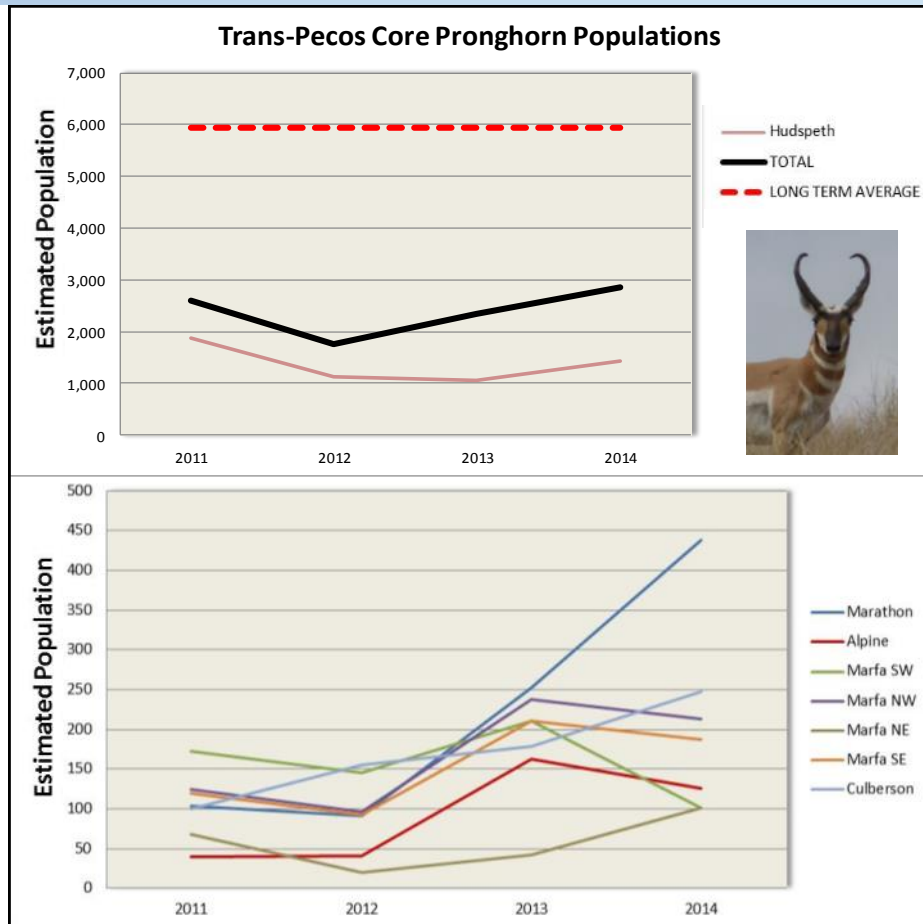 Trans-Pecos Core Pronghorn Populations
Estimated Population
7,000
6,000
5,000
4,000
3,000
2,000
1,000
0
2011 2012 2013 2014
Hudspeth
TOTAL
LONG TERM AVERAGE
Estimated Population
500
450
400
350
300
250
200
150
100
50
0
2011 2012 2013 2014
Marathon
Alpine
Marfa SW
Marfa NW
Marfa NE
Marfa SE
Culberson